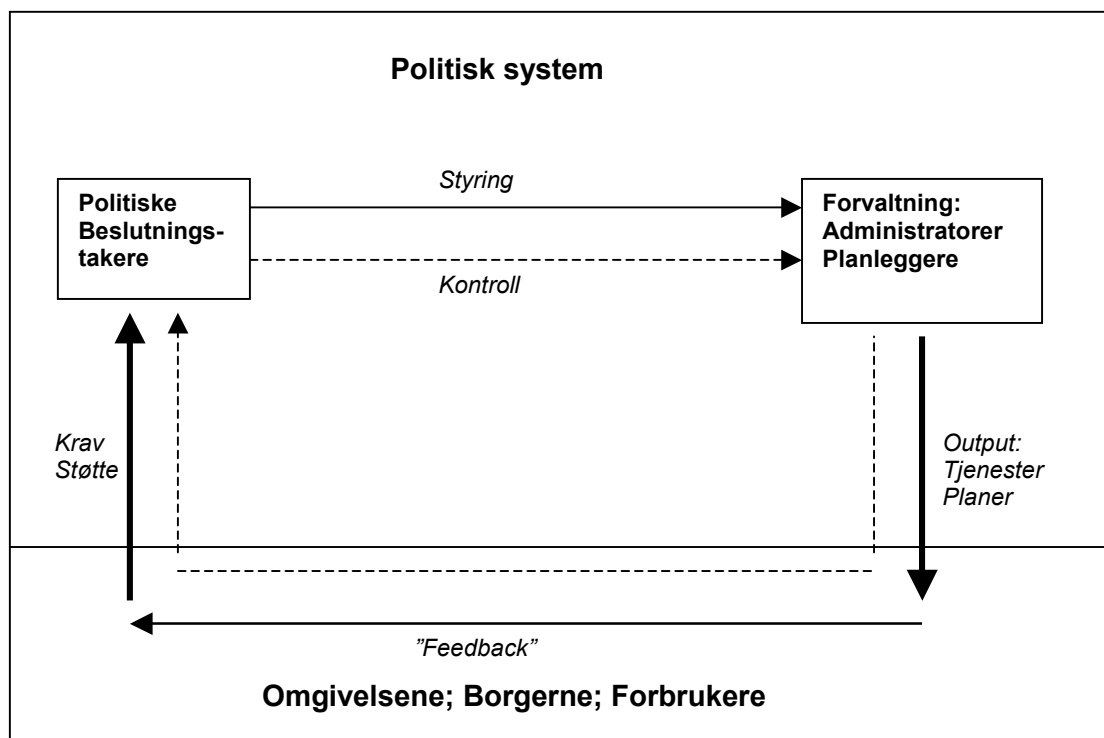 Politisk system
Styring
Politiske
Beslutnings-
takere
Forvaltning:
Administratorer
Planleggere
Kontroll
Krav
Støtte
Output:
Tjenester
Planer
”Feedback”
Omgivelsene; Borgerne; Forbrukere